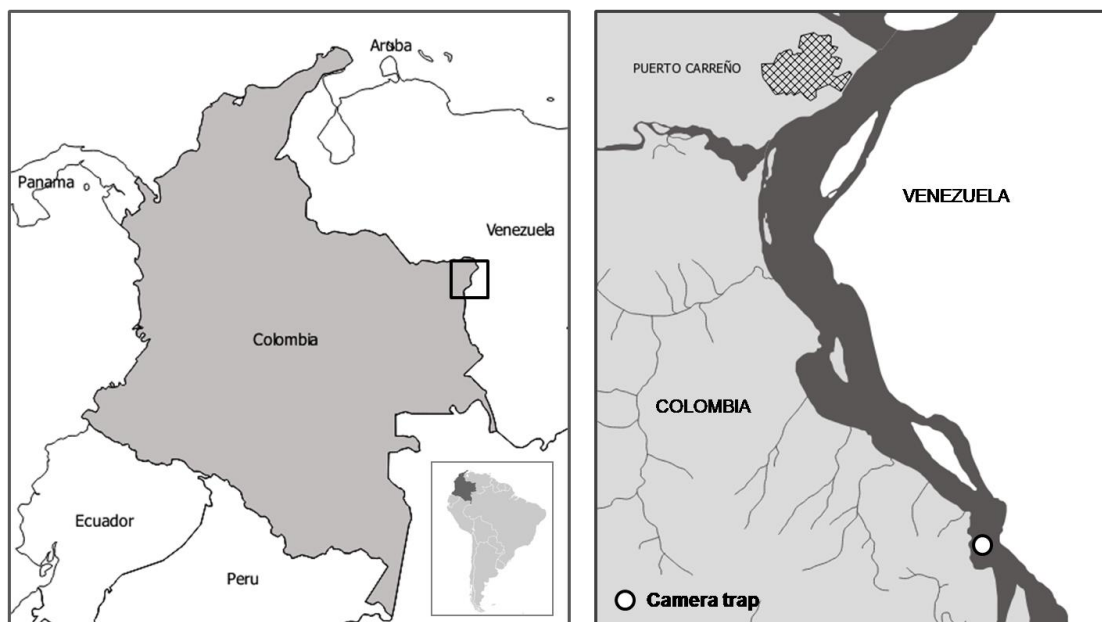 Aruba
Panama
Venezuela
Colombia
Ecuador
Peru
PUERTO CARREÑO
VENEZUELA
COLOMBIA
Camera trap